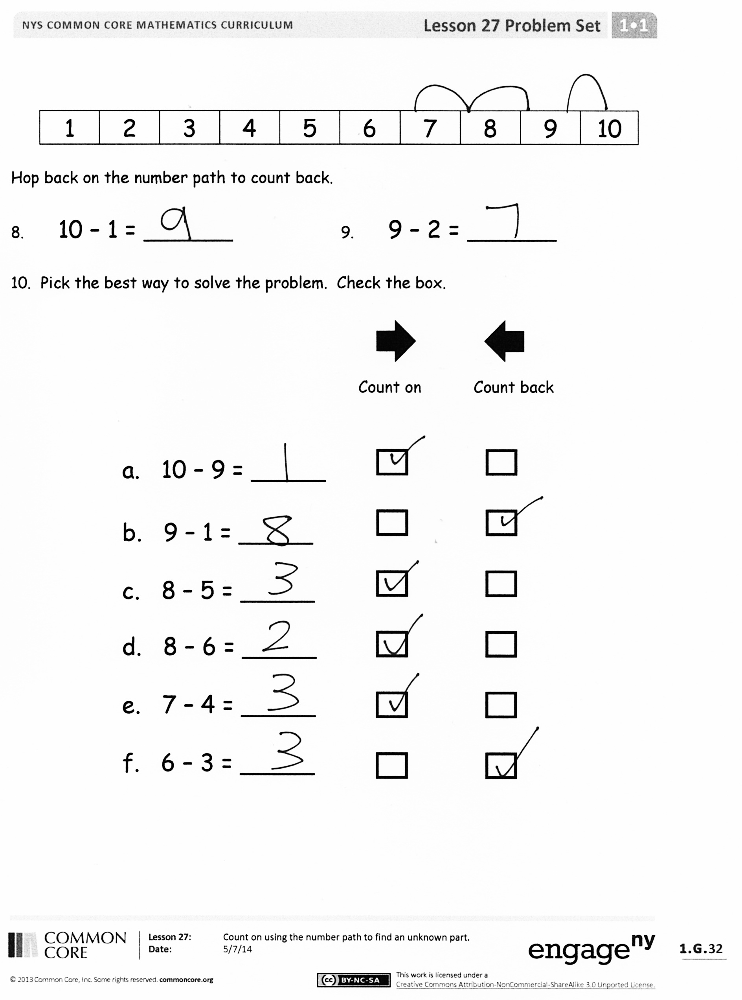 NYS COMMON CORE MATHEMATICS CURRICULUM Lesson 27 Problem Set 1•1
1 2 3 4 5 6 7 8 9 10
Hop back on the number path to count back.
8. 10 - 1 = 9 9. 9 - 2 = 7
10. Pick the best way to solve the problem. Check the box.
Count on Count back
a. 10 - 9 = 1
b. 9 - 1 = 8
c. 8 - 5 = 3
d. 8 - 6 = 2
e. 7 - 4 = 3
f. 6 - 3 = 3
COMMON CORE
Lesson 27: Count on using the number path to find an unknown part.
Date: 5/7/14
engage ny 1.G.32
© 2013 Common Core, Inc. Some rights reserved. commoncore.org
cc BY-NC-SA
This work is licensed under a
Creative Commons Attribution-NonCommercial-ShareAlike 3.0 Unported License.